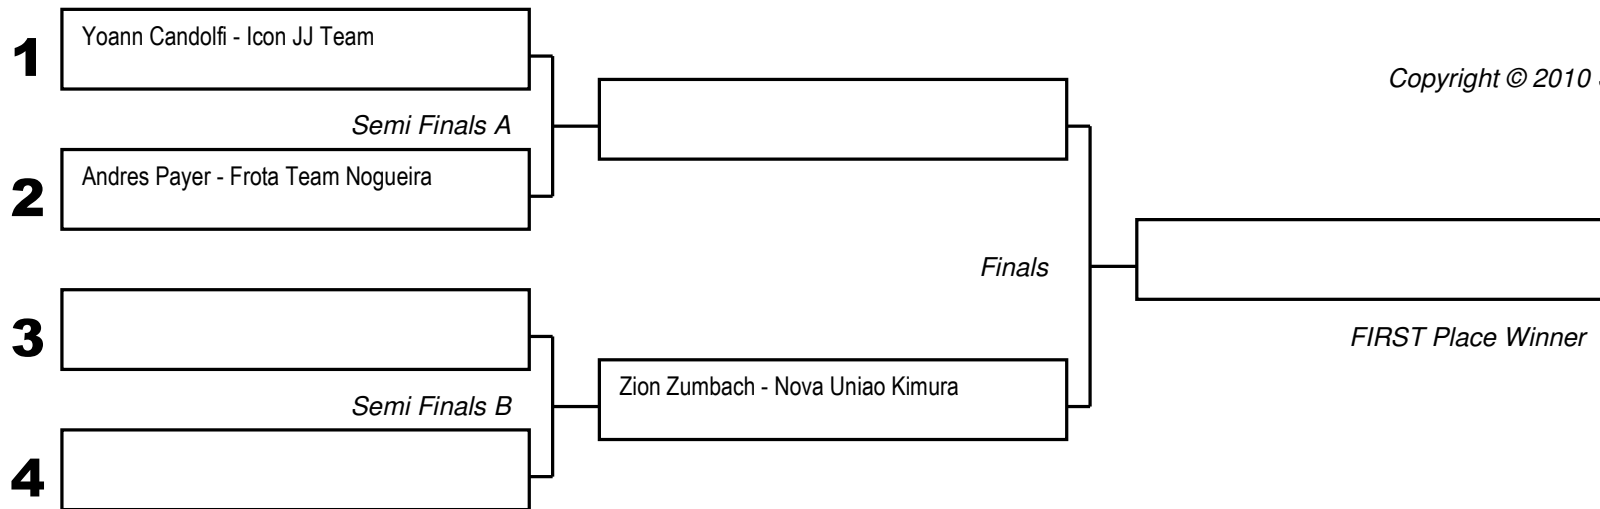 1
Yoann Candolfi - Icon JJ Team
Copyright © 2010
Semi Finals A
2
Andres Payer - Frota Team Nogueira
Finals
3
FIRST Place Winner
Semi Finals B
Zion Zumbach - Nova Uniao Kimura
4